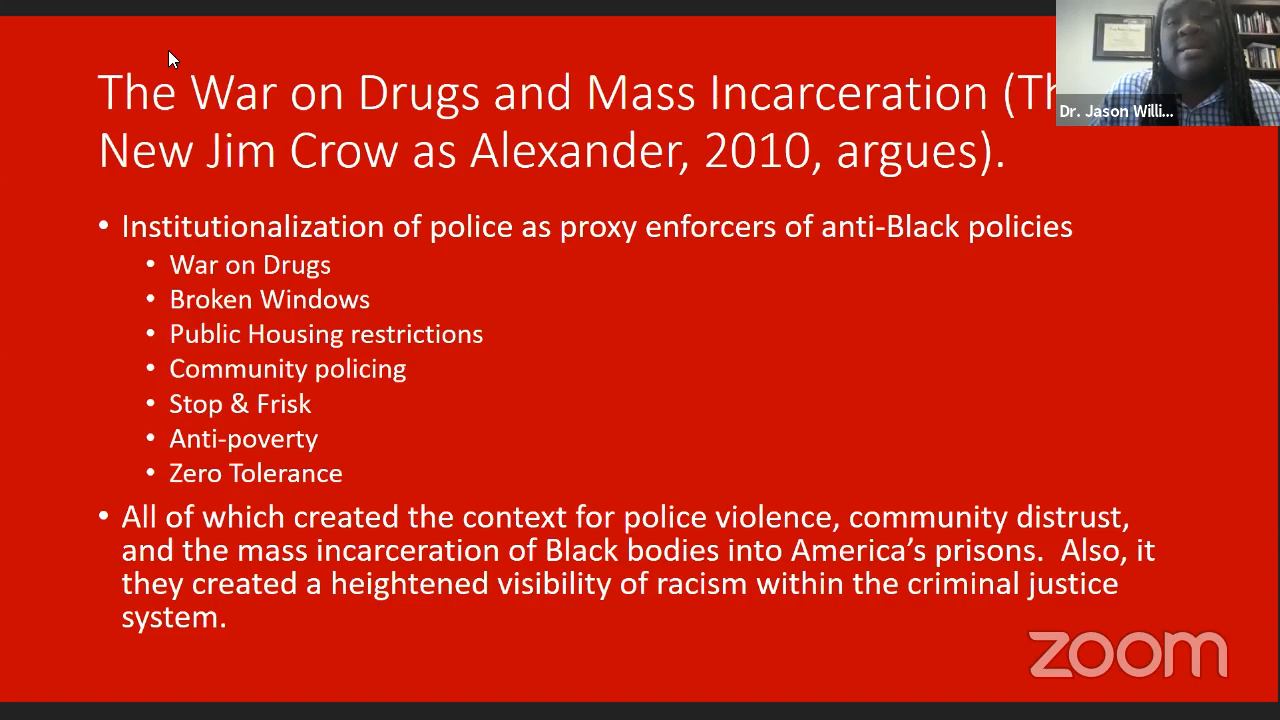 The War on Drugs and Mass Incarceration (Th
New Jim Crow as Alexander, 2010, argues).
Dr. Jason Willi...
• Institutionalization of police as proxy enforcers of anti-Black policies
• War on Drugs
• Broken Windows
• Public Housing restrictions
• Community policing
• Stop & Frisk
• Anti-poverty
• Zero Tolerance
• All of which created the context for police violence, community distrust,
and the mass incarceration of Black bodies into America's prisons. Also, it
they created a heightened visibility of racism within the criminal justice
system.
zoom